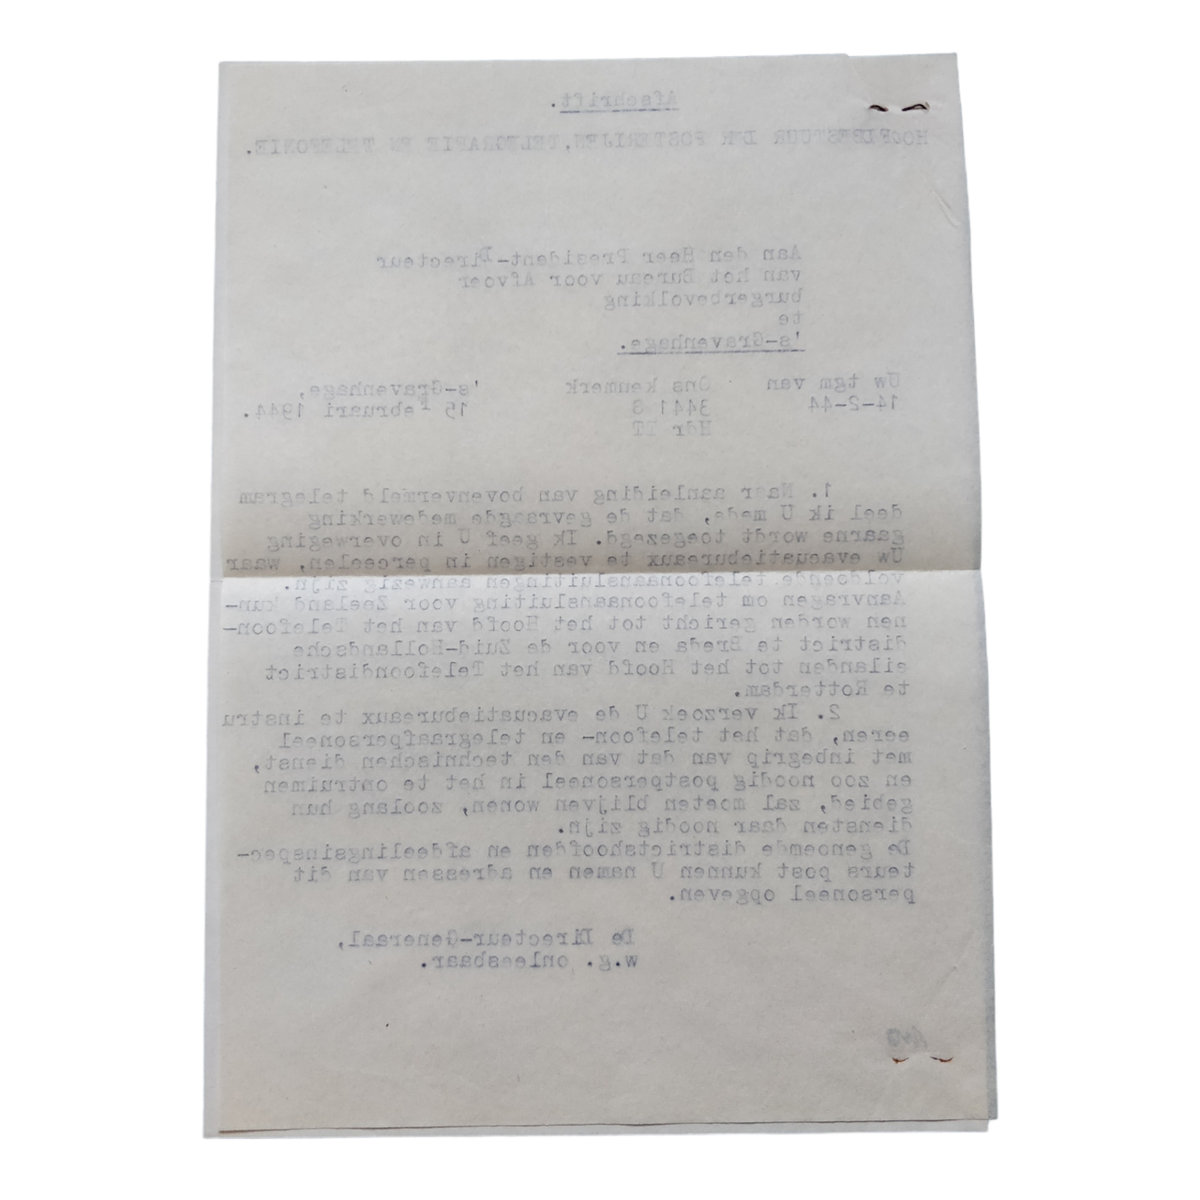 Afschrift.
HOOFDBESTUUR DER POSTERIJEN, TELEGRAFIE EN TELEFONIE.
Aan den Heer President-Directeur
van het Bureau voor Afvoer
burgerbevolking
te
's-Gravenhage.
Uw tgm van Ons kenmerk 's-Gravenhage,
14-2-44 3441 S 15 Februari 1944.
Hdr TT
1. Naar aanleiding van bovenvermeld telegram
deel ik U mede, dat de gevraagde medewerking
gaarne wordt toegezegd. Ik geef U in overweging
Uw evacuatiebureaux te vestigen in perceelen, waar
voldoende telefoonaansluitingen aanwezig zijn.
Aanvragen om telefoonaansluiting voor Zeeland kun-
nen worden gericht tot het Hoofd van het Telefoon-
district te Breda en voor de Zuid-Hollandsche
eilanden tot het Hoofd van het Telefoondistrict
te Rotterdam.
2. Ik verzoek U de evacuatiebureaux te instru
eeren, dat het telefoon- en telegraafpersoneel
met inbegrip van dat van den technischen dienst,
en zoo noodig postpersoneel in het te ontruimen
gebied, zal moeten blijven wonen, zoolang hun
diensten daar noodig zijn.
De genoemde districtshoofden en afdeelingsinspec-
teurs post kunnen U namen en adressen van dit
personeel opgeven.
De Directeur-Generaal,
w.g. onleesbaar.